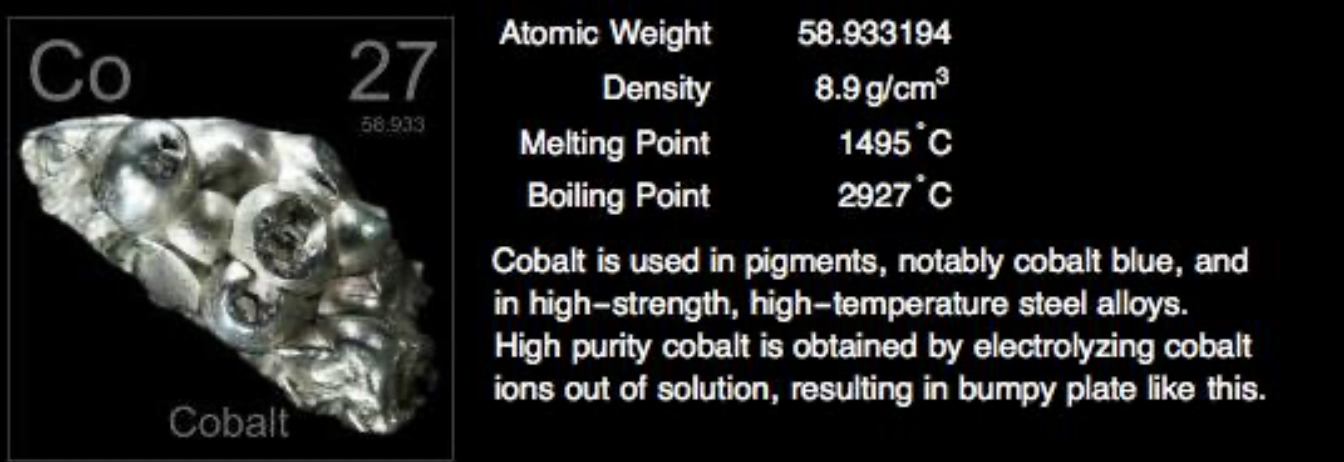 Co 27
58.933
Cobalt
Atomic Weight 58.933194
Density 8.9 g/cm³
Melting Point 1495 °C
Boiling Point 2927 °C
Cobalt is used in pigments, notably cobalt blue, and
in high-strength, high-temperature steel alloys.
High purity cobalt is obtained by electrolyzing cobalt
ions out of solution, resulting in bumpy plate like this.